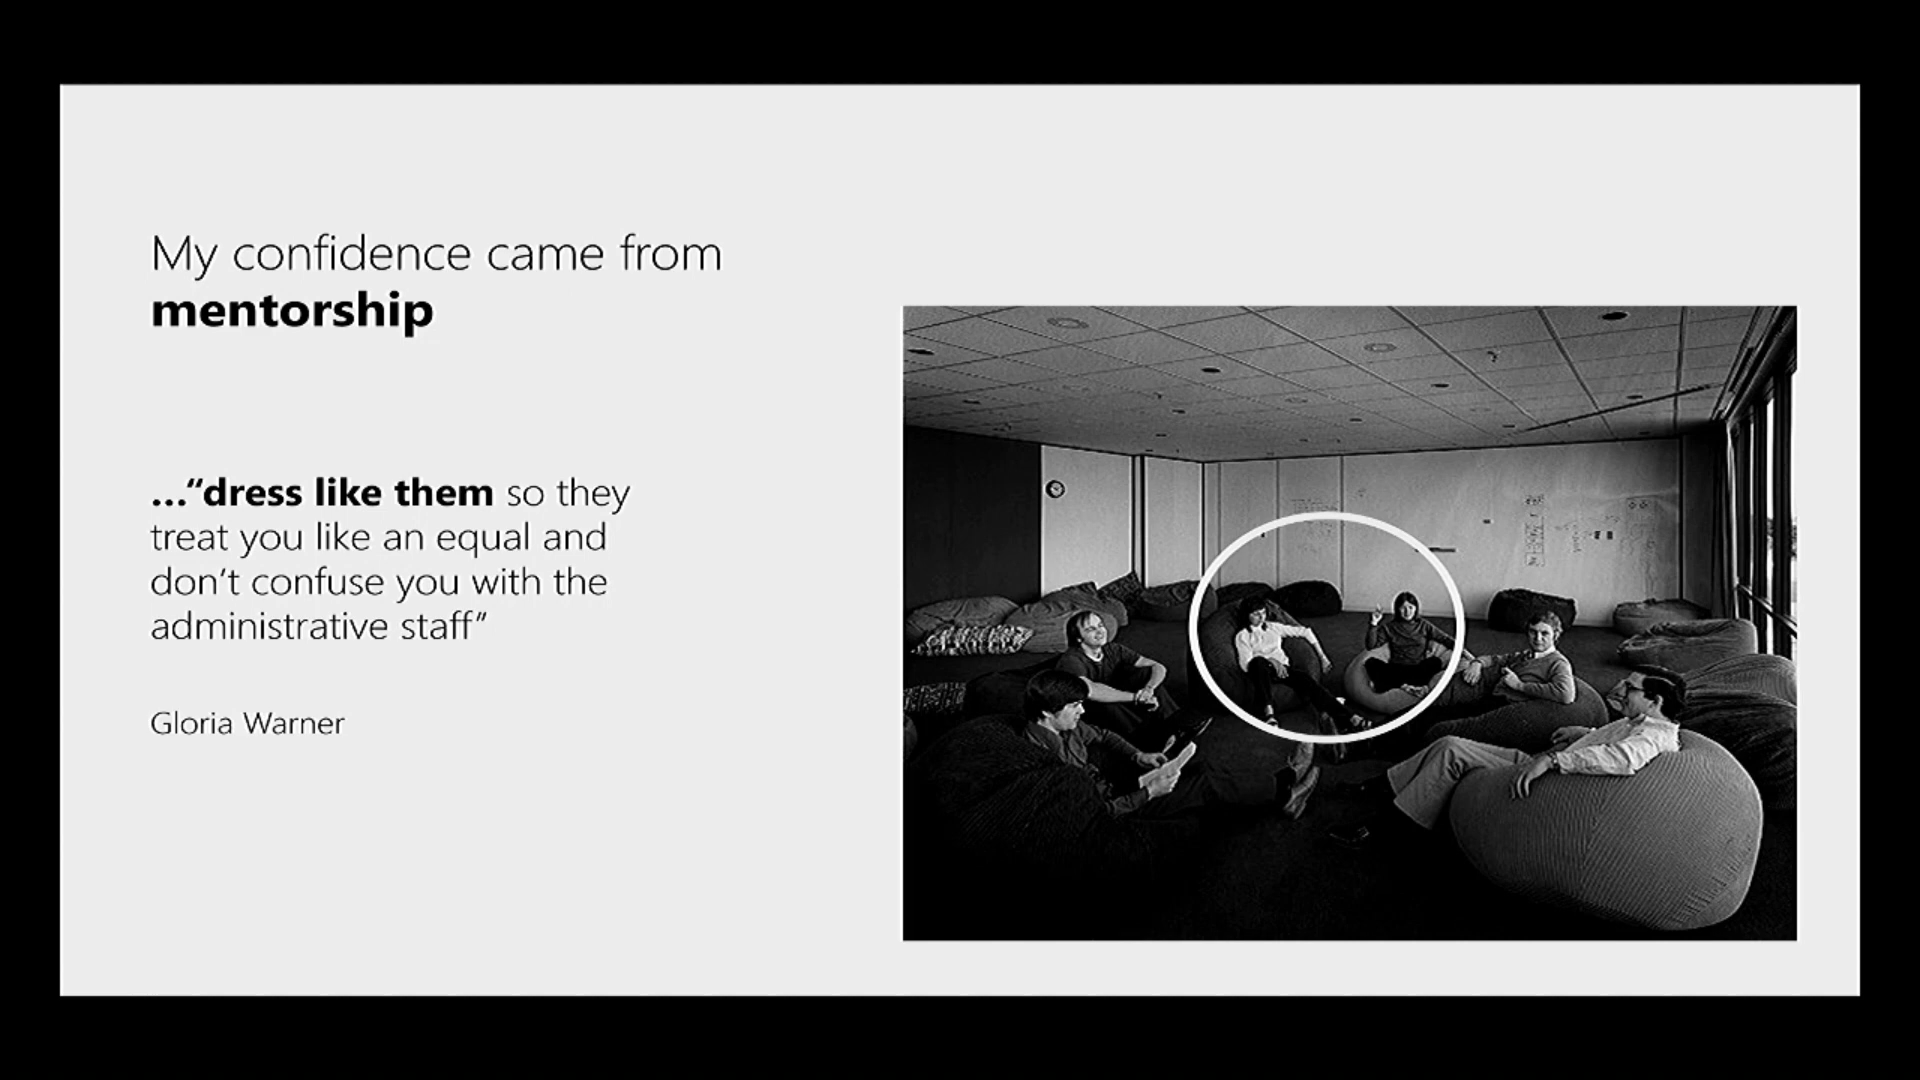 My confidence came from
mentorship
…“dress like them so they
treat you like an equal and
don’t confuse you with the
administrative staff”
Gloria Warner